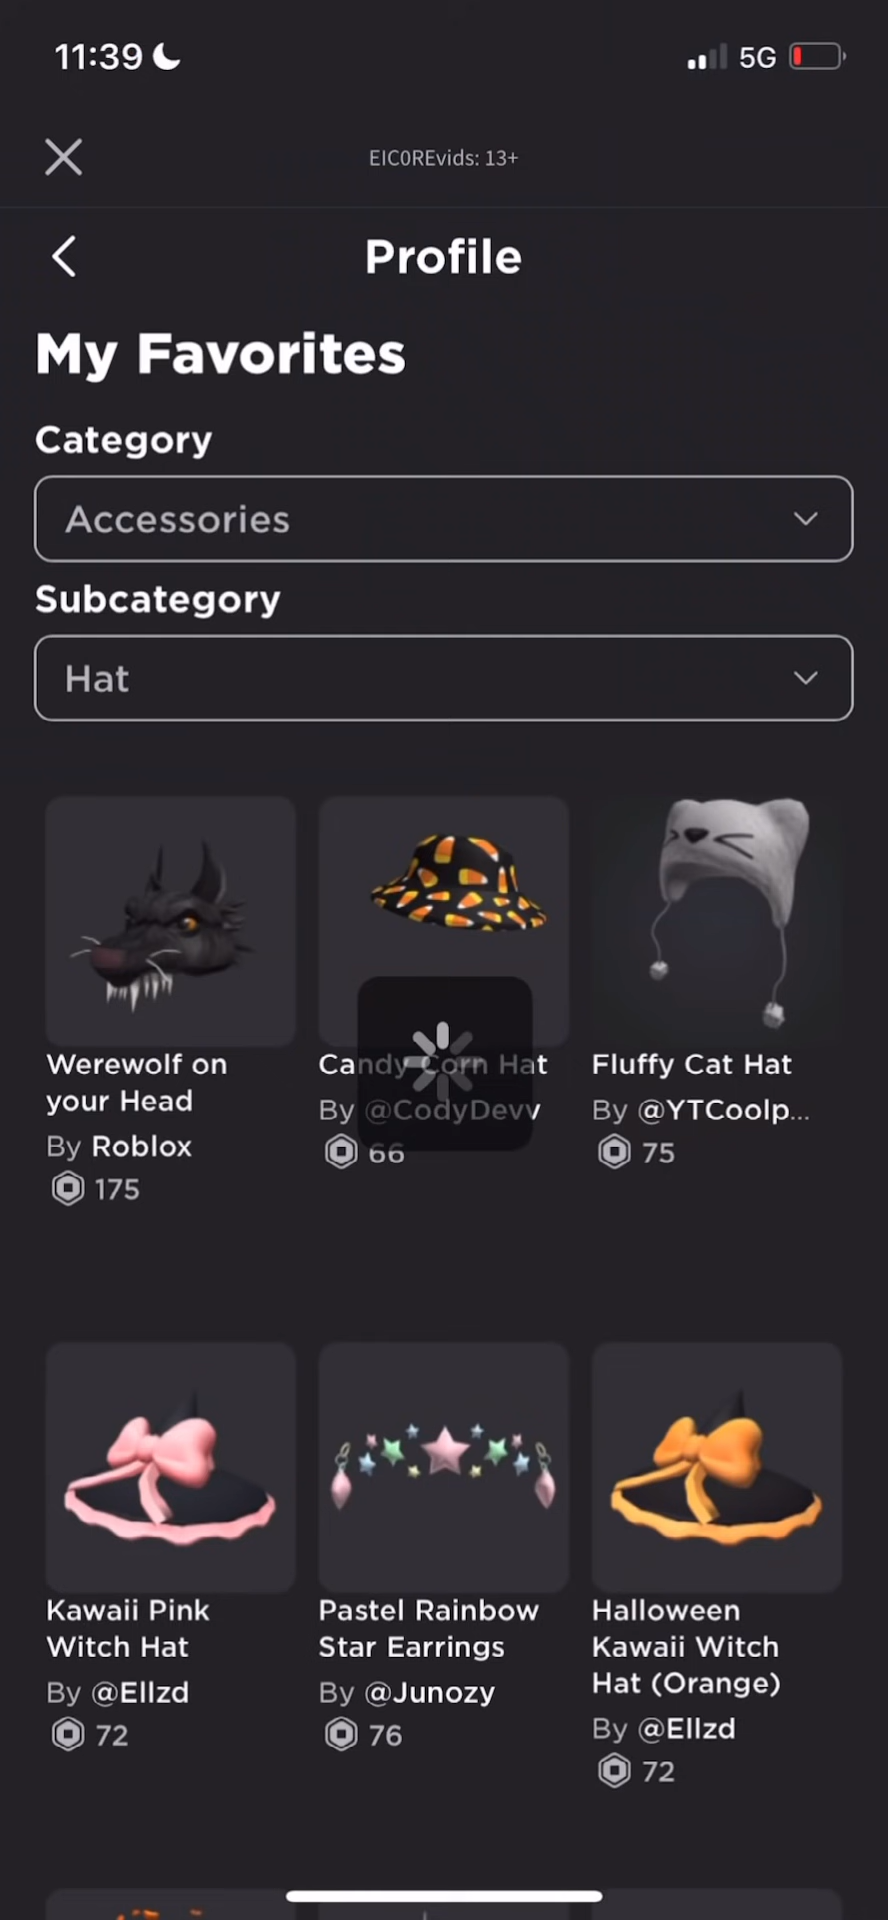 11:39
5G
EIC0REvids: 13+
Profile
My Favorites
Category
Accessories
Subcategory
Hat
Werewolf on
your Head
By Roblox
175
Candy Corn Hat
By @CodyDevv
66
Fluffy Cat Hat
By @YTCoolp...
75
Kawaii Pink
Witch Hat
By @Ellzd
72
Pastel Rainbow
Star Earrings
By @Junozy
76
Halloween
Kawaii Witch
Hat (Orange)
By @Ellzd
72